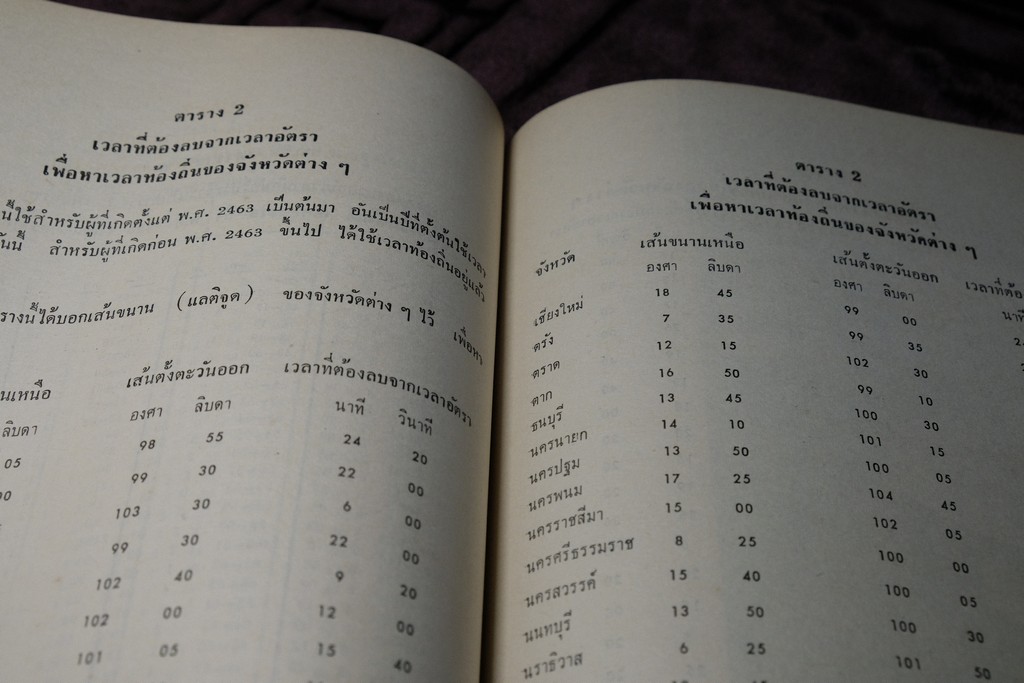 ตาราง 2
เวลาที่ต้องลบจากเวลาอัตรา
เพื่อหาเวลาท้องถิ่นของจังหวัดต่าง ๆ
นี้ใช้สำหรับผู้ที่เกิดตั้งแต่ พ.ศ. 2463 เป็นต้นมา อันเป็นปีที่ตั้งต้นใช้เวลา
สำหรับผู้ที่เกิดก่อน พ.ศ. 2463 ขึ้นไป ได้ใช้เวลาท้องถิ่นอยู่แล้ว
รางนี้ได้บอกเส้นขนาน (แลติจูด) ของจังหวัดต่าง ๆ ไว้ เพื่อหา
นเหนือ เส้นตั้งตะวันออก เวลาที่ต้องลบจากเวลาอัตรา
ลิบดา องศา ลิบดา นาที วินาที
05 98 55 24 20
00 99 30 22 00
103 30 6 00
99 30 22 00
102 40 9 20
102 00 12 00
101 05 15 40
ตาราง 2
เวลาที่ต้องลบจากเวลาอัตรา
เพื่อหาเวลาท้องถิ่นของจังหวัดต่าง ๆ
จังหวัด เส้นขนานเหนือ เส้นตั้งตะวันออก เวลาที่ต้อ
องศา ลิบดา องศา ลิบดา นาที
เชียงใหม่ 18 45 99 00
ตรัง 7 35 99 35
ตราด 12 15 102 30
ตาก 16 50 99 10
ธนบุรี 13 45 100 30
นครนายก 14 10 101 15
นครปฐม 13 50 100 05
นครพนม 17 25 104 45
นครราชสีมา 15 00 102 05
นครศรีธรรมราช 8 25 100 00
นครสวรรค์ 15 40 100 05
นนทบุรี 13 50 100 30
นราธิวาส 6 25 101 50